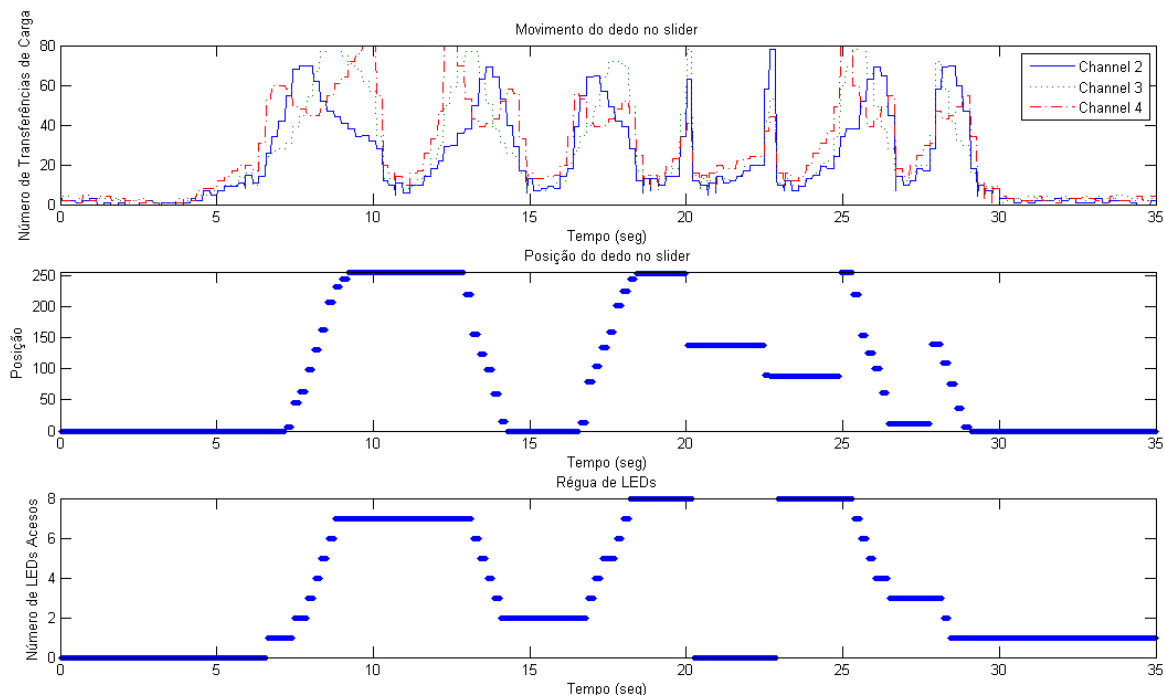 Movimento do dedo no slider
Número de Transferências de Carga
80
60
40
20
0
Channel 2
Channel 3
Channel 4
0 5 10 15 20 25 30 35
Tempo (seg)
Posição do dedo no slider
Posição
250
200
150
100
50
0
0 5 10 15 20 25 30 35
Tempo (seg)
Régua de LEDs
Número de LEDs Acesos
8
6
4
2
0
0 5 10 15 20 25 30 35
Tempo (seg)